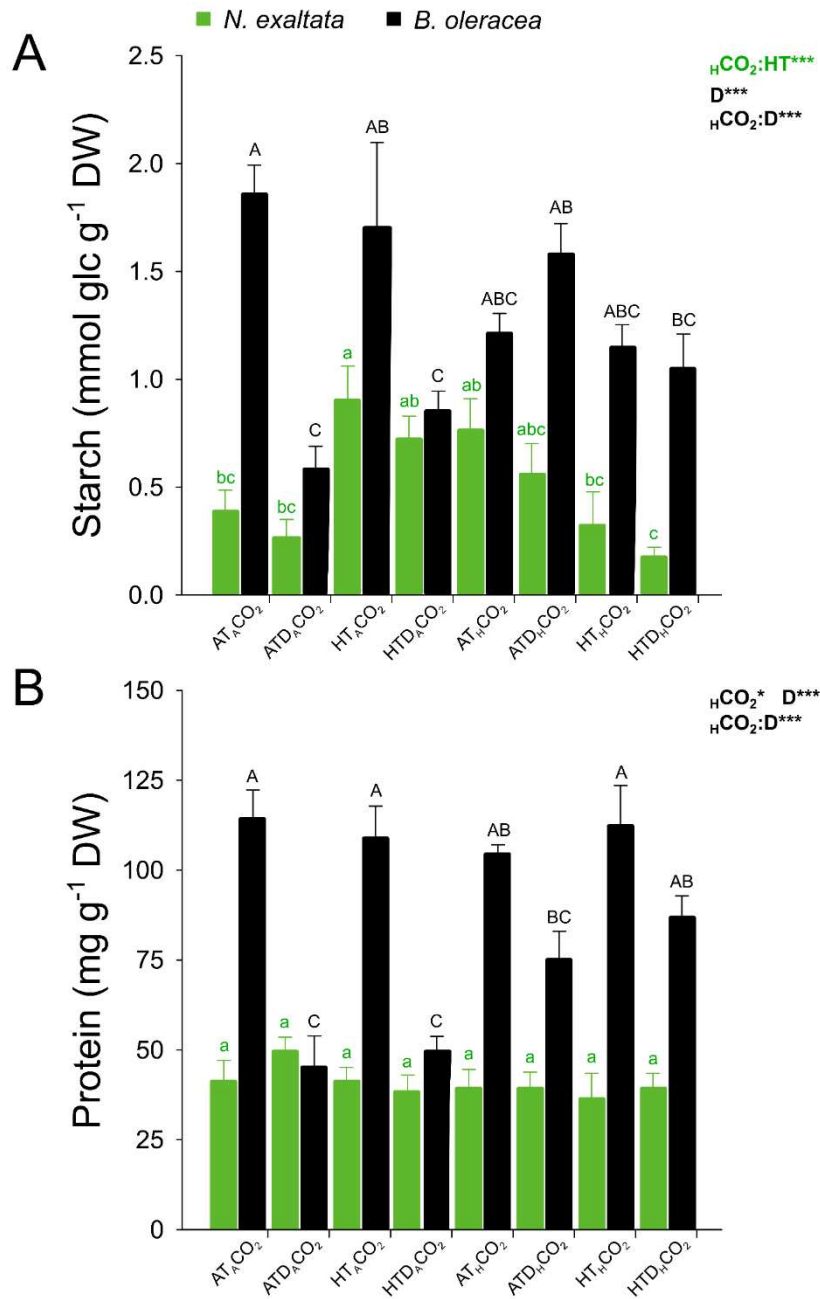 N. exaltata B. oleracea
A
HCO2:HT***
D***
HCO2:D***
Starch (mmol glc g-1 DW)
2.5
2.0
1.5
1.0
0.5
0.0
bc A bc C a AB ab C ab ABC abc AB bc ABC c BC
ATACO2 ATDACO2 HTACO2 HTDACO2 ATHCO2 ATDHCO2 HTHCO2 HTDHCO2
B
HCO2* D***
HCO2:D***
Protein (mg g-1 DW)
150
125
100
75
50
25
0
a A a C a A a C a AB a BC a A a AB
ATACO2 ATDACO2 HTACO2 HTDACO2 ATHCO2 ATDHCO2 HTHCO2 HTDHCO2